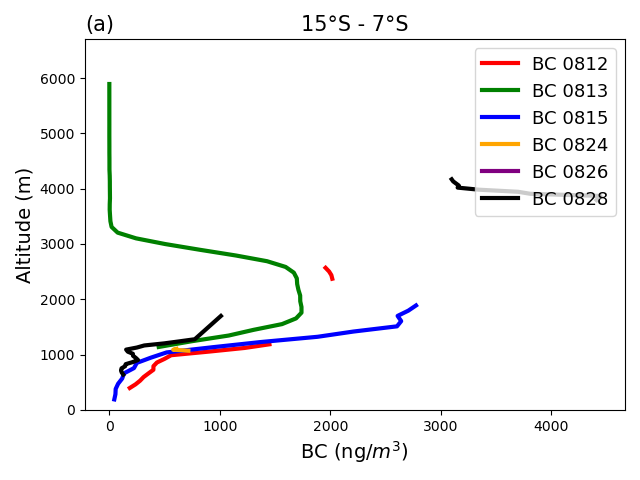 (a) 15°S - 7°S
BC 0812
BC 0813
BC 0815
BC 0824
BC 0826
BC 0828
Altitude (m)
6000
5000
4000
3000
2000
1000
0
0 1000 2000 3000 4000
BC (ng/m³)